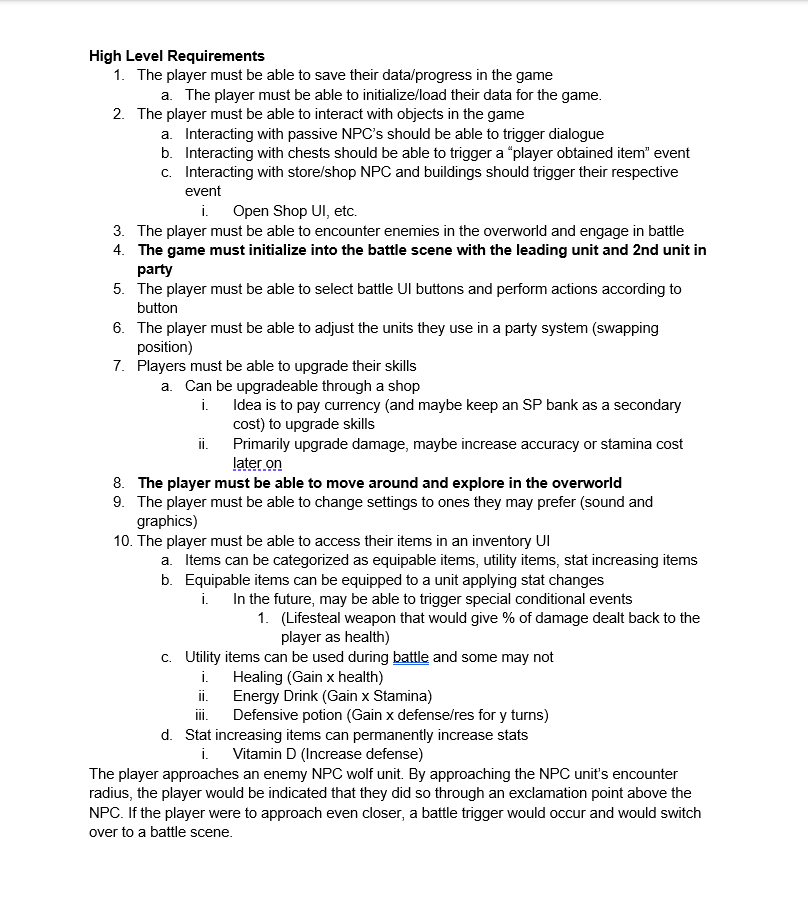 High Level Requirements
1. The player must be able to save their data/progress in the game
a. The player must be able to initialize/load their data for the game.
2. The player must be able to interact with objects in the game
a. Interacting with passive NPC's should be able to trigger dialogue
b. Interacting with chests should be able to trigger a “player obtained item” event
c. Interacting with store/shop NPC and buildings should trigger their respective
event
i. Open Shop UI, etc.
3. The player must be able to encounter enemies in the overworld and engage in battle
4. The game must initialize into the battle scene with the leading unit and 2nd unit in
party
5. The player must be able to select battle UI buttons and perform actions according to
button
6. The player must be able to adjust the units they use in a party system (swapping
position)
7. Players must be able to upgrade their skills
a. Can be upgradeable through a shop
i. Idea is to pay currency (and maybe keep an SP bank as a secondary
cost) to upgrade skills
ii. Primarily upgrade damage, maybe increase accuracy or stamina cost
later on
8. The player must be able to move around and explore in the overworld
9. The player must be able to change settings to ones they may prefer (sound and
graphics)
10. The player must be able to access their items in an inventory UI
a. Items can be categorized as equipable items, utility items, stat increasing items
b. Equipable items can be equipped to a unit applying stat changes
i. In the future, may be able to trigger special conditional events
1. (Lifesteal weapon that would give % of damage dealt back to the
player as health)
c. Utility items can be used during battle and some may not
i. Healing (Gain x health)
ii. Energy Drink (Gain x Stamina)
iii. Defensive potion (Gain x defense/res for y turns)
d. Stat increasing items can permanently increase stats
i. Vitamin D (Increase defense)
The player approaches an enemy NPC wolf unit. By approaching the NPC unit's encounter
radius, the player would be indicated that they did so through an exclamation point above the
NPC. If the player were to approach even closer, a battle trigger would occur and would switch
over to a battle scene.